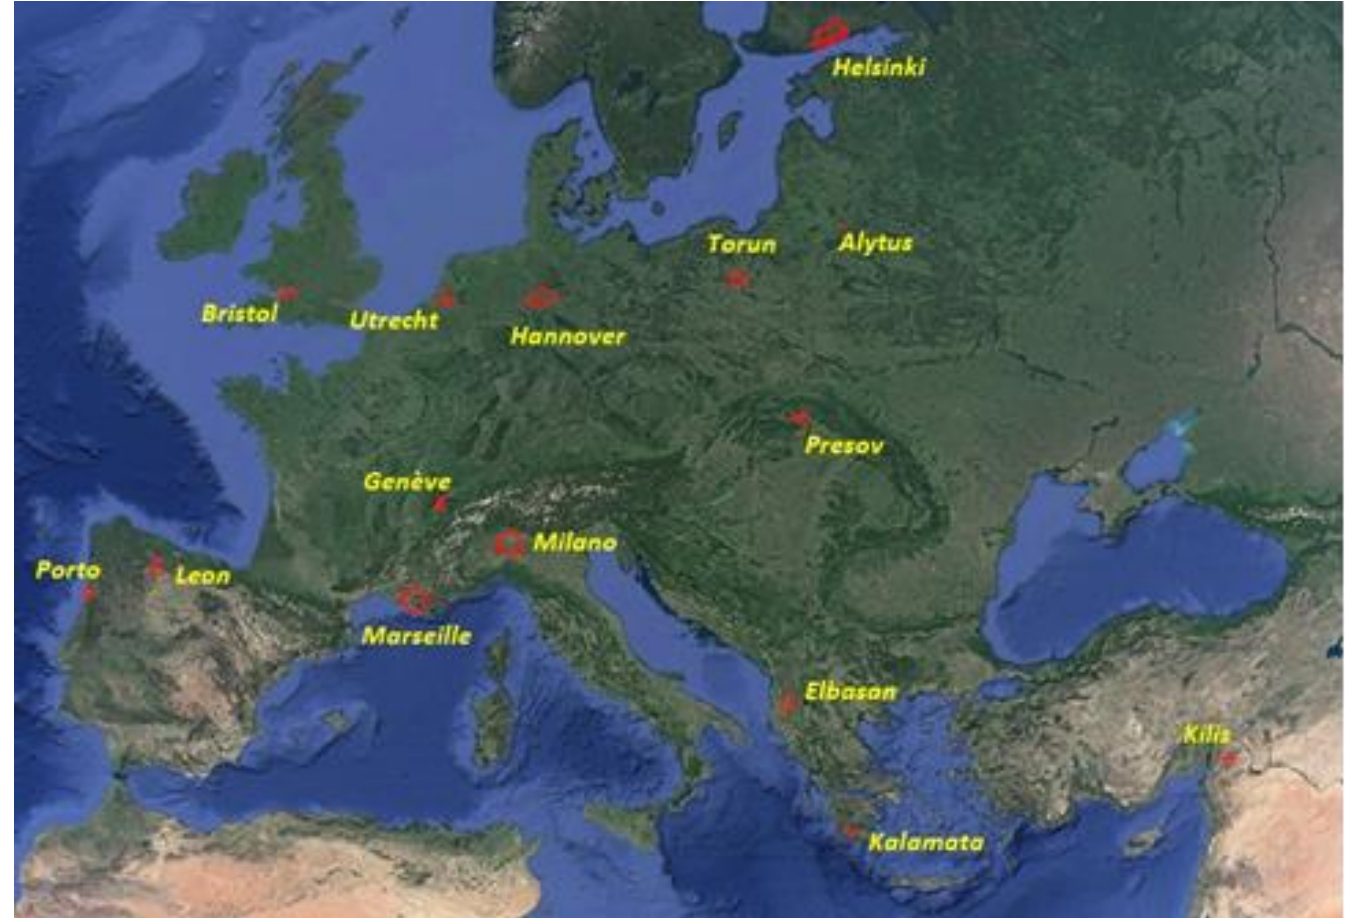 Helsinki
Torun
Alytus
Bristol
Utrecht
Hannover
Presov
Genève
Milano
Porto
Leon
Marseille
Elbasan
Kilis
Kalamata